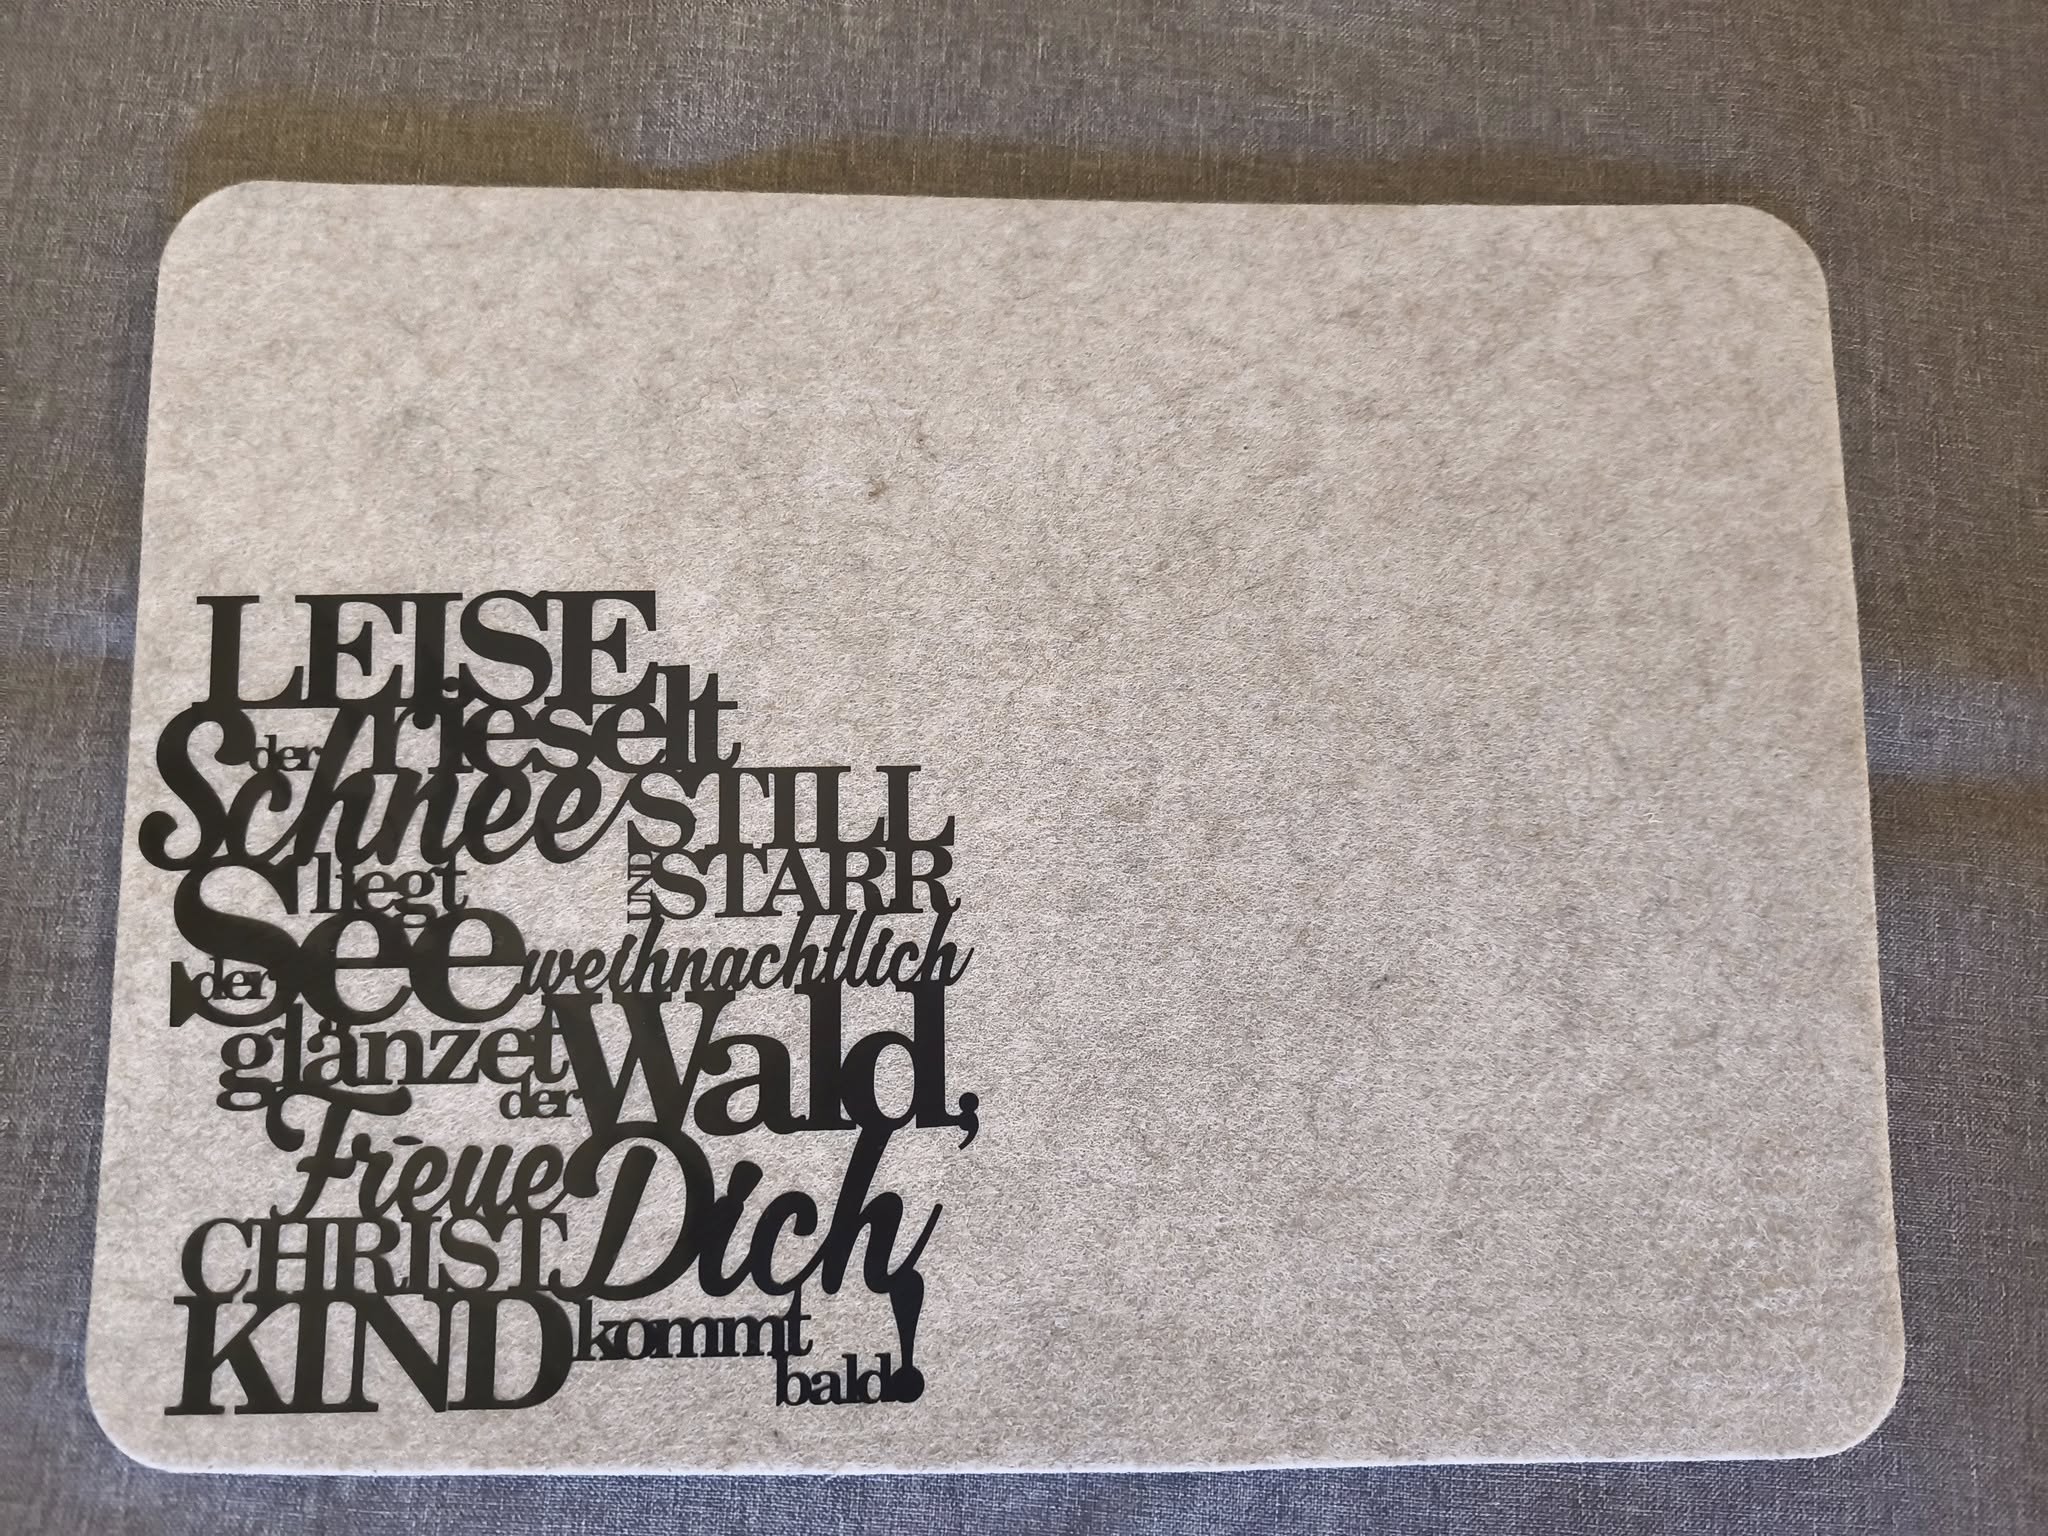 LEISE
rieselt
der
Schnee
STILL
UND
STARR
liegt
der
See
weihnachtlich
glänzet
der
Wald,
Freue
Dich
CHRIST
KIND
kommt
bald!